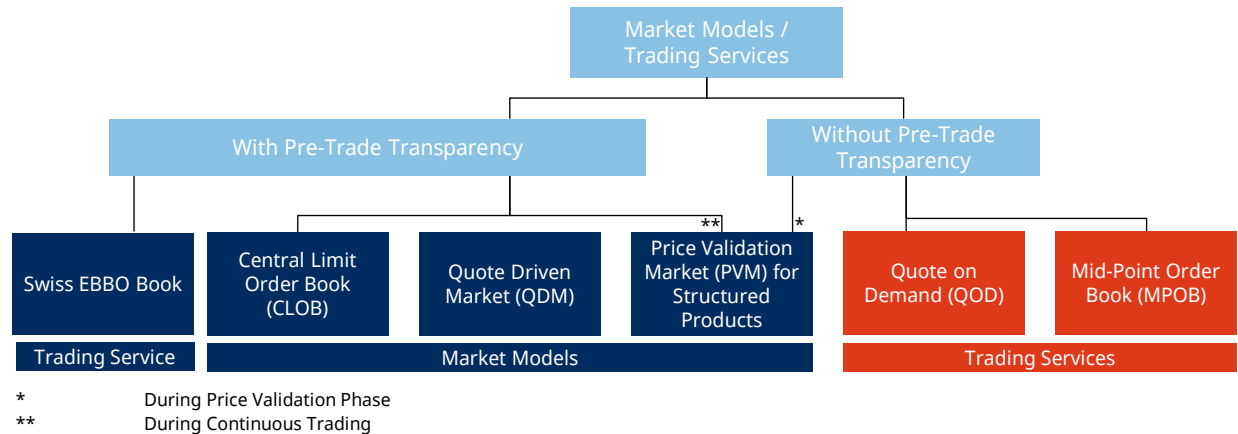 Market Models /
Trading Services
With Pre-Trade Transparency
Without Pre-Trade
Transparency
**
*
Swiss EBBO Book
Central Limit
Order Book
(CLOB)
Quote Driven
Market (QDM)
Price Validation
Market (PVM) for
Structured
Products
Quote on
Demand (QOD)
Mid-Point Order
Book (MPOB)
Trading Service
Market Models
Trading Services
* During Price Validation Phase
** During Continuous Trading